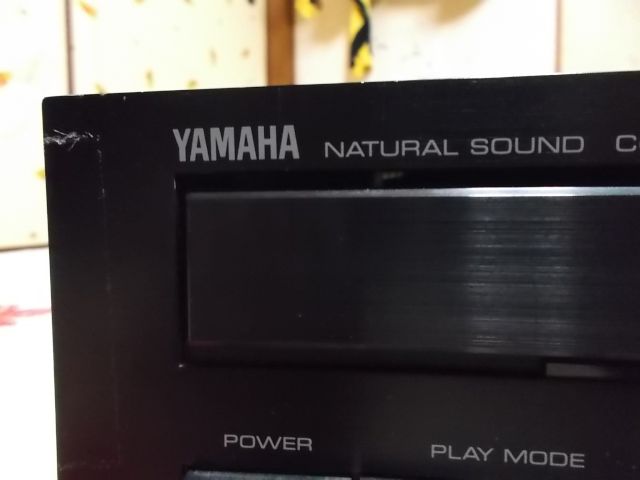 YAMAHA NATURAL SOUND C
POWER PLAY MODE